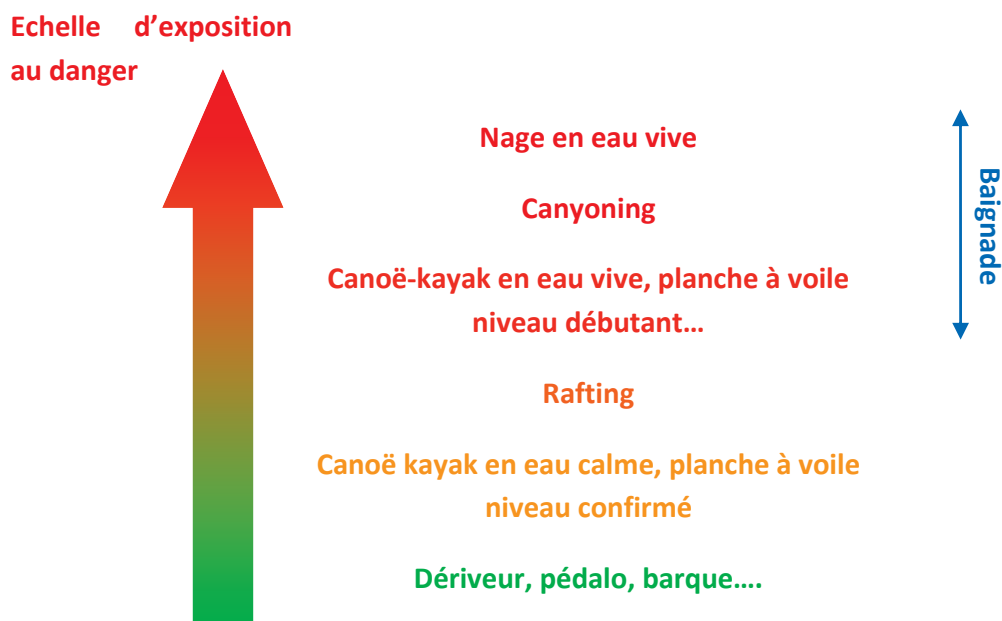 Echelle d’exposition
au danger
Nage en eau vive
Canyoning
Canoë-kayak en eau vive, planche à voile
niveau débutant…
Rafting
Canoë kayak en eau calme, planche à voile
niveau confirmé
Dériveur, pédalo, barque….
Baignade